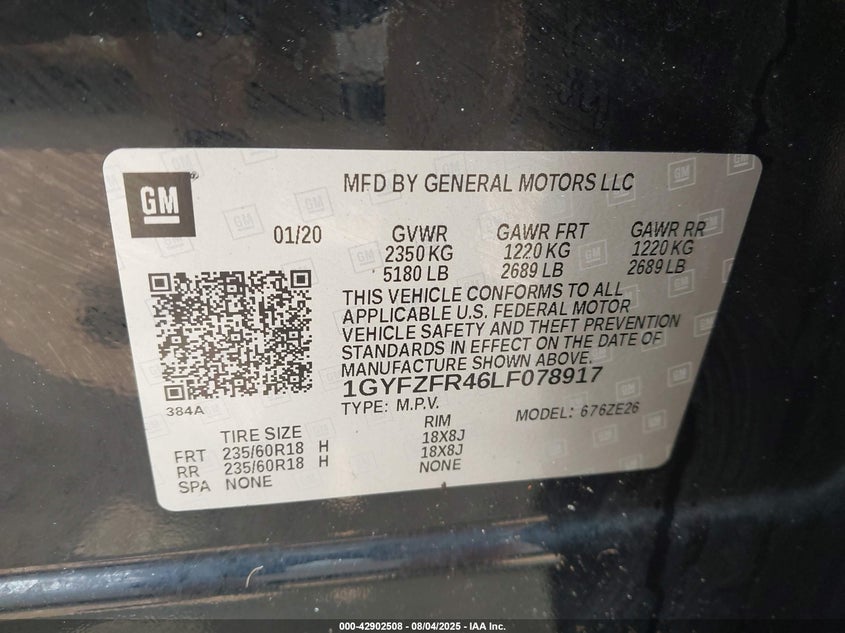 GM
MFD BY GENERAL MOTORS LLC
01/20 GVWR GAWR FRT GAWR RR
2350 KG 1220 KG 1220 KG
5180 LB 2689 LB 2689 LB
THIS VEHICLE CONFORMS TO ALL
APPLICABLE U.S. FEDERAL MOTOR
VEHICLE SAFETY AND THEFT PREVENTION
STANDARDS IN EFFECT ON THE DATE OF
MANUFACTURE SHOWN ABOVE.
1GYFZFR46LF078917
384A
TYPE: M.P.V. MODEL: 676ZE26
TIRE SIZE RIM
FRT 235/60R18 H 18X8J
RR 235/60R18 H 18X8J
SPA NONE NONE
000-42902508 - 08/04/2025 - IAA Inc.